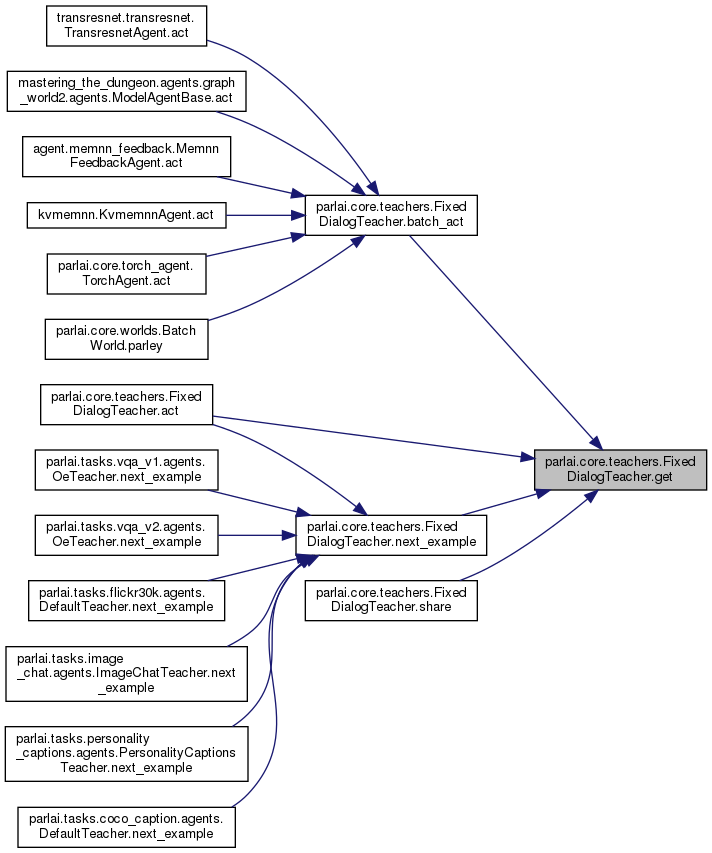 transresnet.transresnet.
TransresnetAgent.act
mastering_the_dungeon.agents.graph
_world2.agents.ModelAgentBase.act
agent.memnn_feedback.Memnn
FeedbackAgent.act
kvmemnn.KvmemnnAgent.act
parlai.core.torch_agent.
TorchAgent.act
parlai.core.worlds.Batch
World.parley
parlai.core.teachers.Fixed
DialogTeacher.batch_act
parlai.core.teachers.Fixed
DialogTeacher.act
parlai.tasks.vqa_v1.agents.
OeTeacher.next_example
parlai.tasks.vqa_v2.agents.
OeTeacher.next_example
parlai.tasks.flickr30k.agents.
DefaultTeacher.next_example
parlai.tasks.image
_chat.agents.ImageChatTeacher.next
_example
parlai.tasks.personality
_captions.agents.PersonalityCaptions
Teacher.next_example
parlai.tasks.coco_caption.agents.
DefaultTeacher.next_example
parlai.core.teachers.Fixed
DialogTeacher.next_example
parlai.core.teachers.Fixed
DialogTeacher.share
parlai.core.teachers.Fixed
DialogTeacher.get